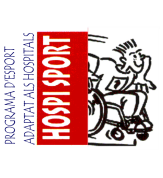 PROGRAMA D'ESPORT
ADAPTAT ALS HOSPITALS
HOSPI SPORT